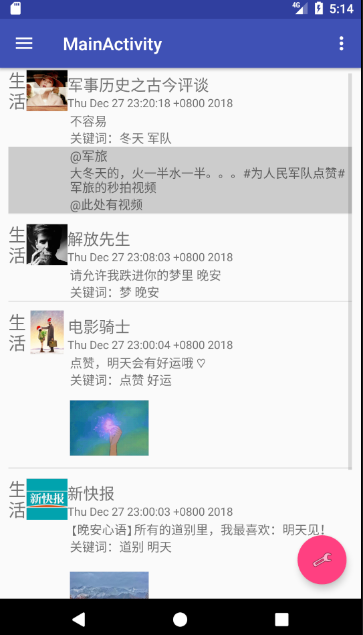 4G 5:14
MainActivity
生活
军事历史之古今评谈
Thu Dec 27 23:20:18 +0800 2018
不容易
关键词：冬天 军队
@军旅
大冬天的，火一半水一半。。。#为人民军队点赞#
军旅的秒拍视频
@此处有视频
生活
解放先生
Thu Dec 27 23:08:03 +0800 2018
请允许我跌进你的梦里 晚安
关键词：梦 晚安
生活
电影骑士
Thu Dec 27 23:00:04 +0800 2018
点赞，明天会有好运哦 ♡
关键词：点赞 好运
生活
新快报
新快报
Thu Dec 27 23:00:03 +0800 2018
【晚安心语】所有的道别里，我最喜欢：明天见！
关键词：道别 明天